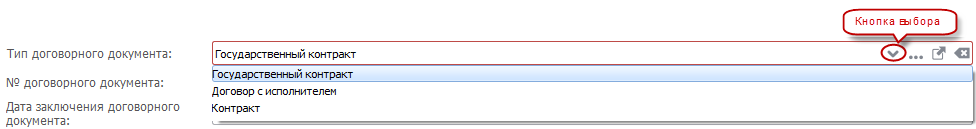 Кнопка выбора
Тип договорного документа:
Государственный контракт
Государственный контракт
№ договорного документа:
Договор с исполнителем
Дата заключения договорного
документа:
Контракт